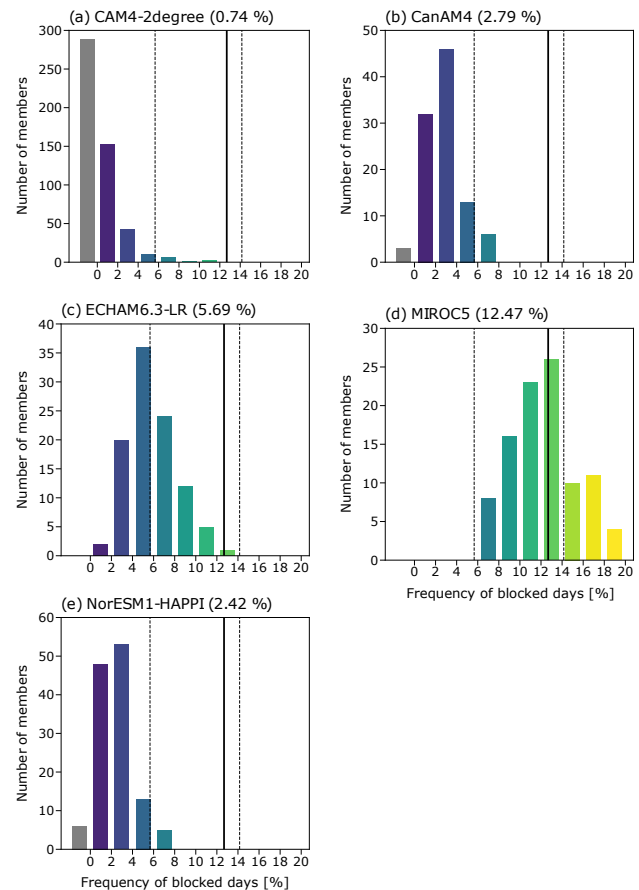 (a) CAM4-2degree (0.74 %)
Number of members
300
250
200
150
100
50
0
0 2 4 6 8 10 12 14 16 18 20
(b) CanAM4 (2.79 %)
Number of members
50
40
30
20
10
0
0 2 4 6 8 10 12 14 16 18 20
(c) ECHAM6.3-LR (5.69 %)
Number of members
40
35
30
25
20
15
10
5
0
0 2 4 6 8 10 12 14 16 18 20
(d) MIROC5 (12.47 %)
Number of members
30
25
20
15
10
5
0
0 2 4 6 8 10 12 14 16 18 20
Frequency of blocked days [%]
(e) NorESM1-HAPPI (2.42 %)
Number of members
60
50
40
30
20
10
0
0 2 4 6 8 10 12 14 16 18 20
Frequency of blocked days [%]